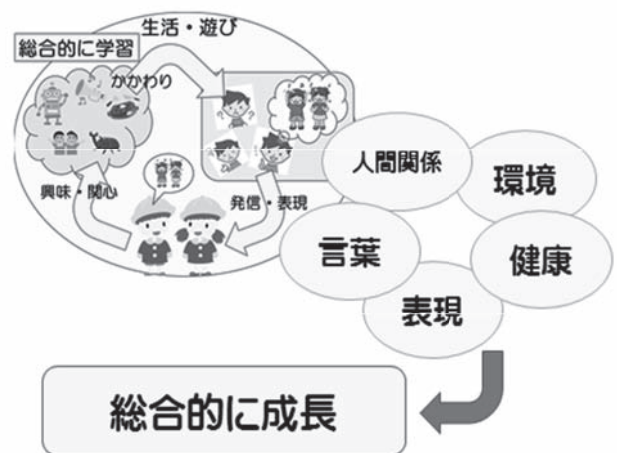 生活・遊び
総合的に学習
かかわり
興味・関心
発信・表現
人間関係
環境
言葉
健康
表現
総合的に成長